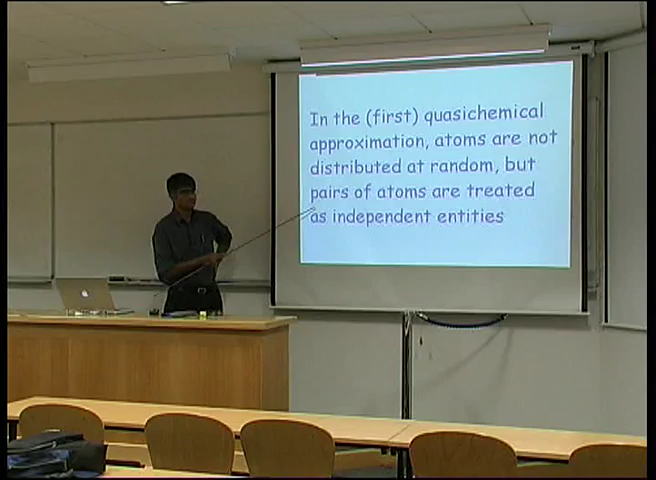 In the (first) quasichemical
approximation, atoms are not
distributed at random, but
pairs of atoms are treated
as independent entities